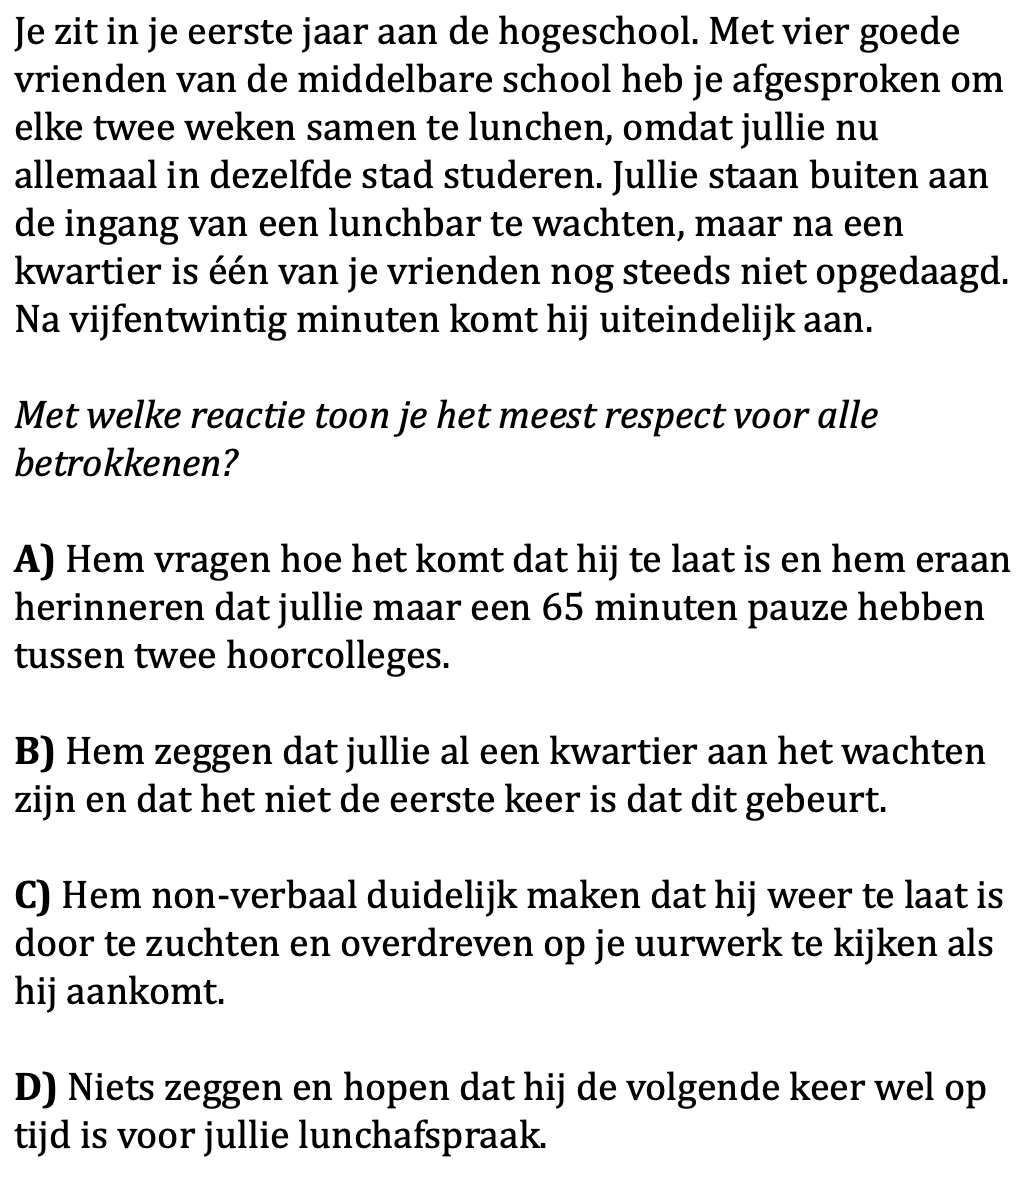 Je zit in je eerste jaar aan de hogeschool. Met vier goede
vrienden van de middelbare school heb je afgesproken om
elke twee weken samen te lunchen, omdat jullie nu
allemaal in dezelfde stad studeren. Jullie staan buiten aan
de ingang van een lunchbar te wachten, maar na een
kwartier is één van je vrienden nog steeds niet opgedaagd.
Na vijfentwintig minuten komt hij uiteindelijk aan.
Met welke reactie toon je het meest respect voor alle
betrokkenen?
A) Hem vragen hoe het komt dat hij te laat is en hem eraan
herinneren dat jullie maar een 65 minuten pauze hebben
tussen twee hoorcolleges.
B) Hem zeggen dat jullie al een kwartier aan het wachten
zijn en dat het niet de eerste keer is dat dit gebeurt.
C) Hem non-verbaal duidelijk maken dat hij weer te laat is
door te zuchten en overdreven op je uurwerk te kijken als
hij aankomt.
D) Niets zeggen en hopen dat hij de volgende keer wel op
tijd is voor jullie lunchafspraak.